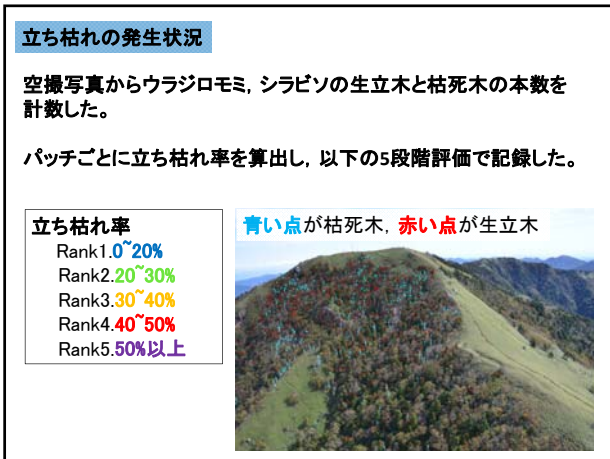 立ち枯れの発生状況
空撮写真からウラジロモミ, シラビソの生立木と枯死木の本数を
計数した。
パッチごとに立ち枯れ率を算出し, 以下の5段階評価で記録した。
立ち枯れ率
Rank1.0~20%
Rank2.20~30%
Rank3.30~40%
Rank4.40~50%
Rank5.50%以上
青い点が枯死木, 赤い点が生立木